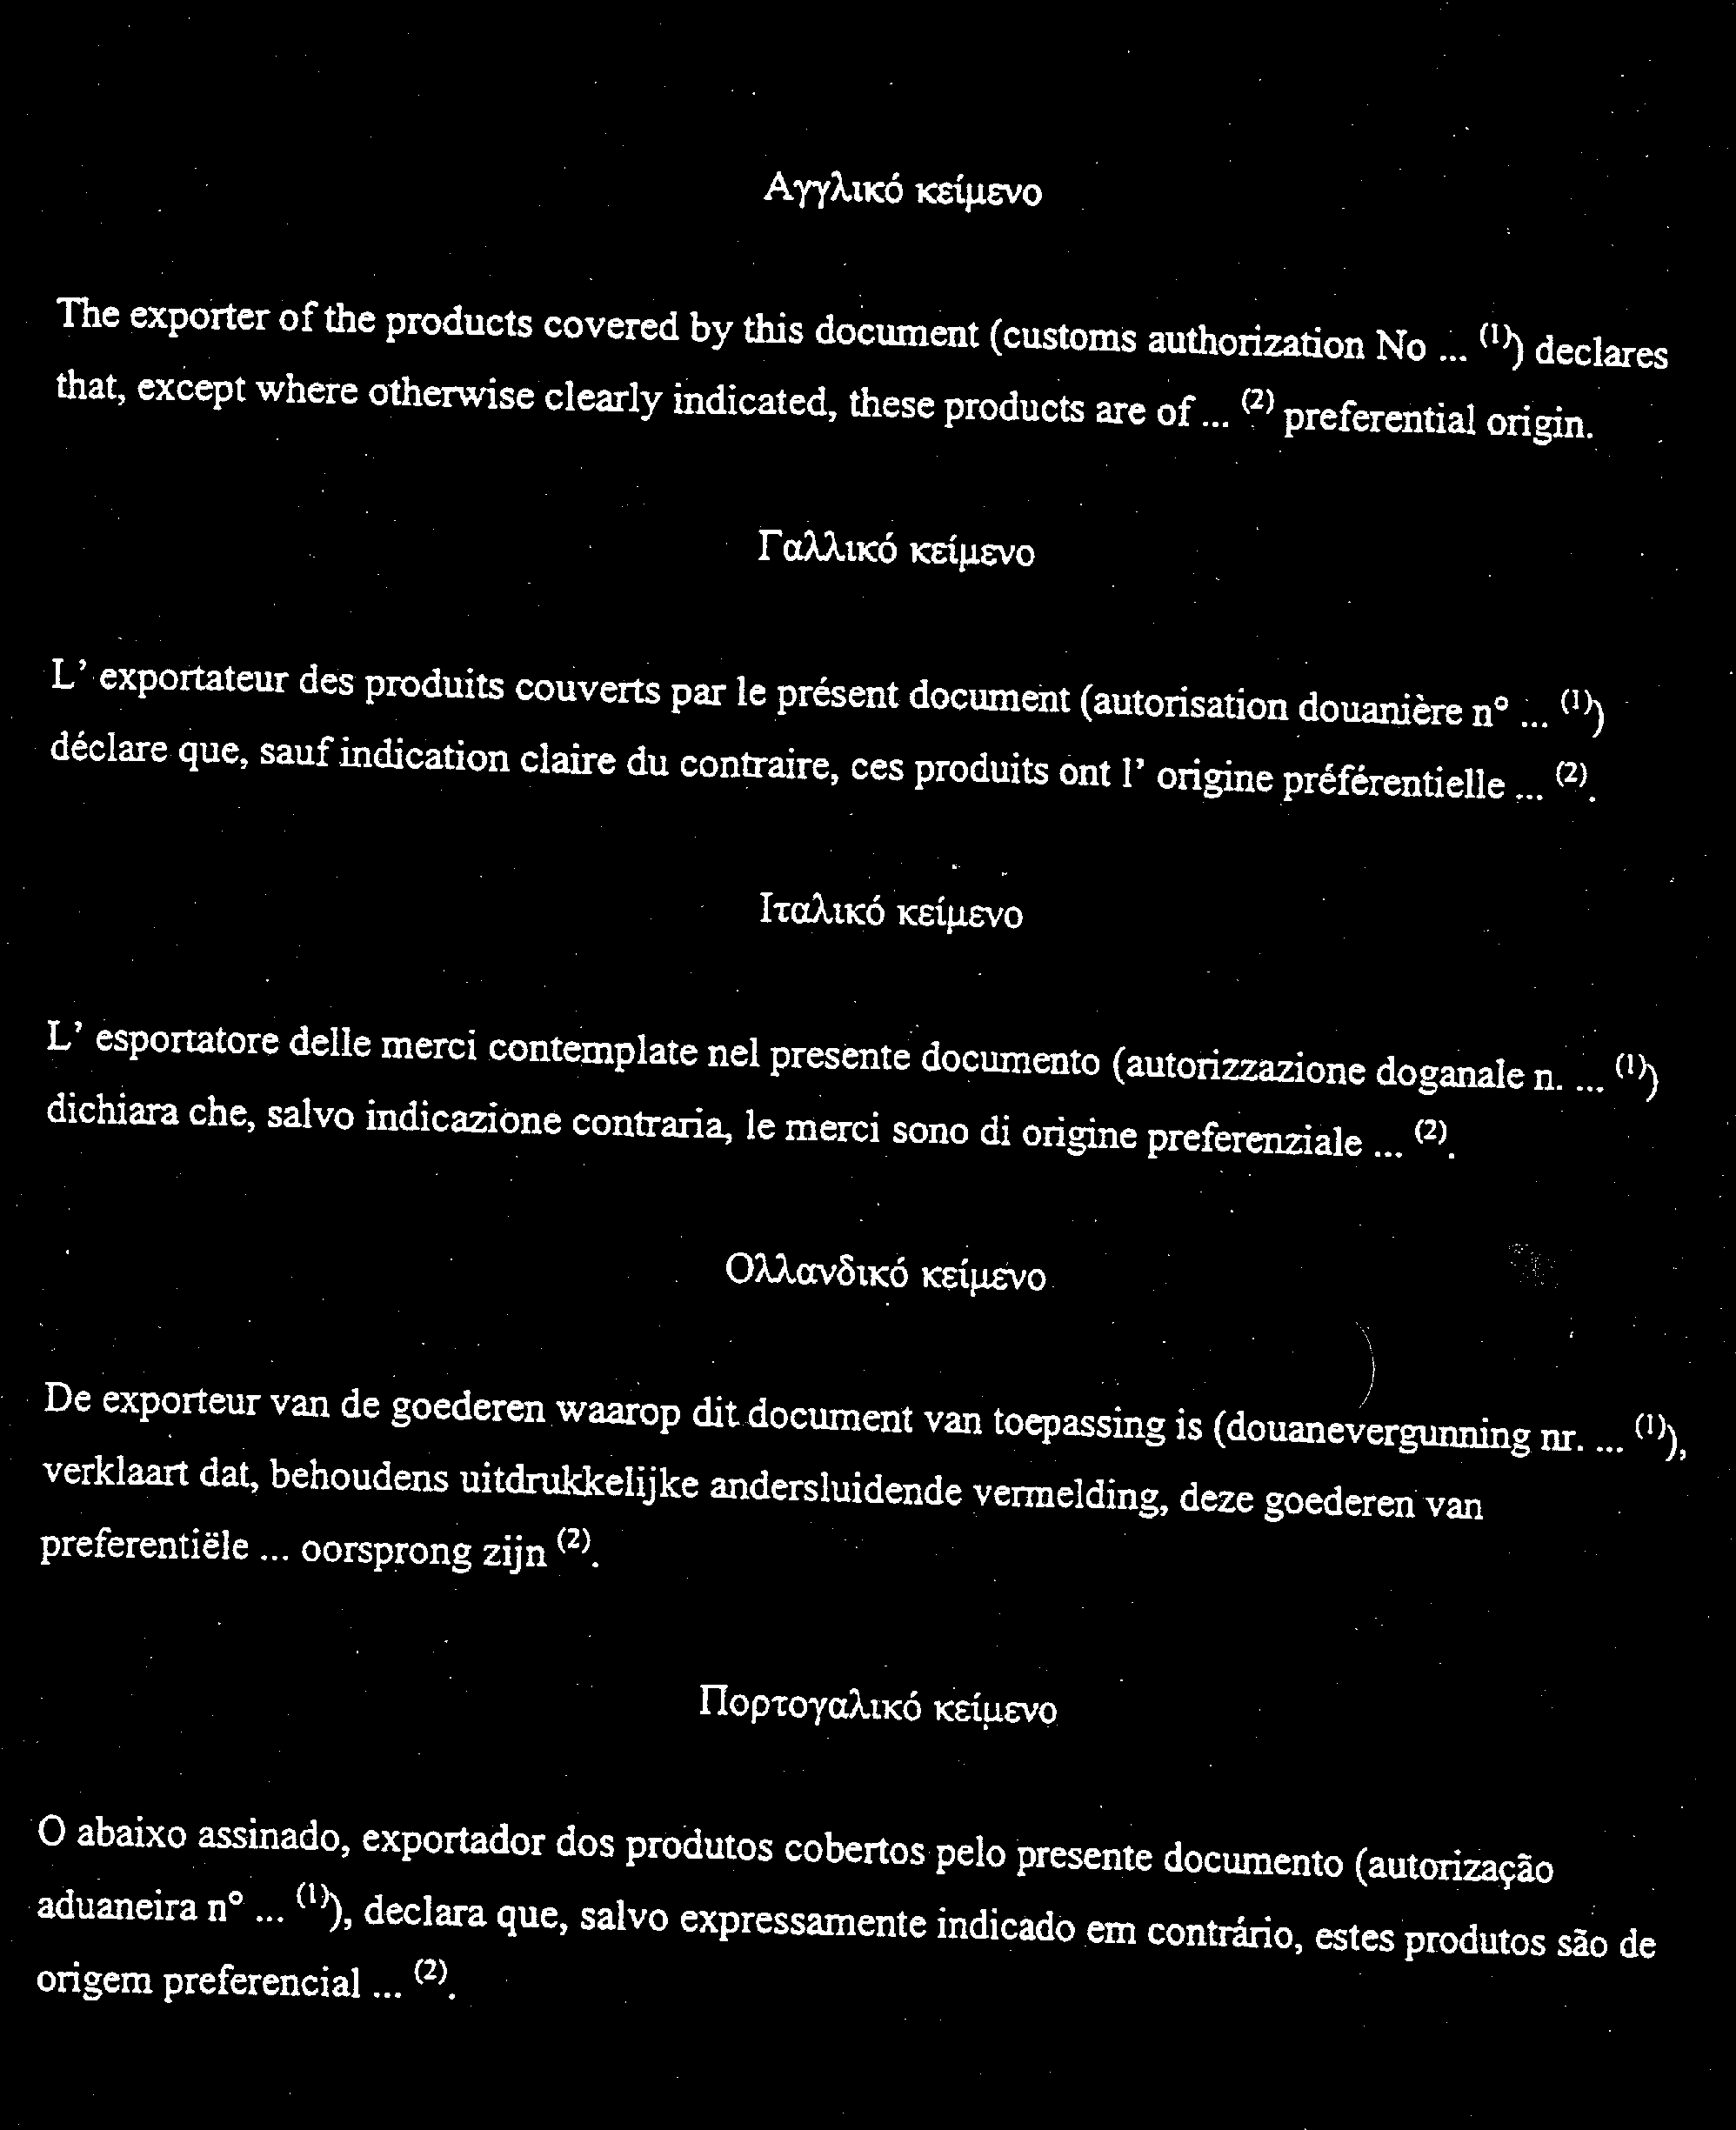 Αγγλικό κείμενο
The exporter of the products covered by this document (customs authorization No ... (1)) declares
that, except where otherwise clearly indicated, these products are of ... (2) preferential origin.
Γαλλικό κείμενο
L’ exportateur des produits couverts par le présent document (autorisation douanière n° ... (1))
déclare que, sauf indication claire du contraire, ces produits ont l’ origine préférentielle ... (2).
Ιταλικό κείμενο
L’ esportatore delle merci contemplate nel presente documento (autorizzazione doganale n. ... (1))
dichiara che, salvo indicazione contraria, le merci sono di origine preferenziale ... (2).
Ολλανδικό κείμενο
De exporteur van de goederen waarop dit document van toepassing is (douanevergunning nr. ... (1)),
verklaart dat, behoudens uitdrukkelijke andersluidende vermelding, deze goederen van
preferentiële ... oorsprong zijn (2).
Πορτογαλικό κείμενο
O abaixo assinado, exportador dos produtos cobertos pelo presente documento (autorização
aduaneira n° ... (1)), declara que, salvo expressamente indicado em contrário, estes produtos são de
origem preferencial ... (2).